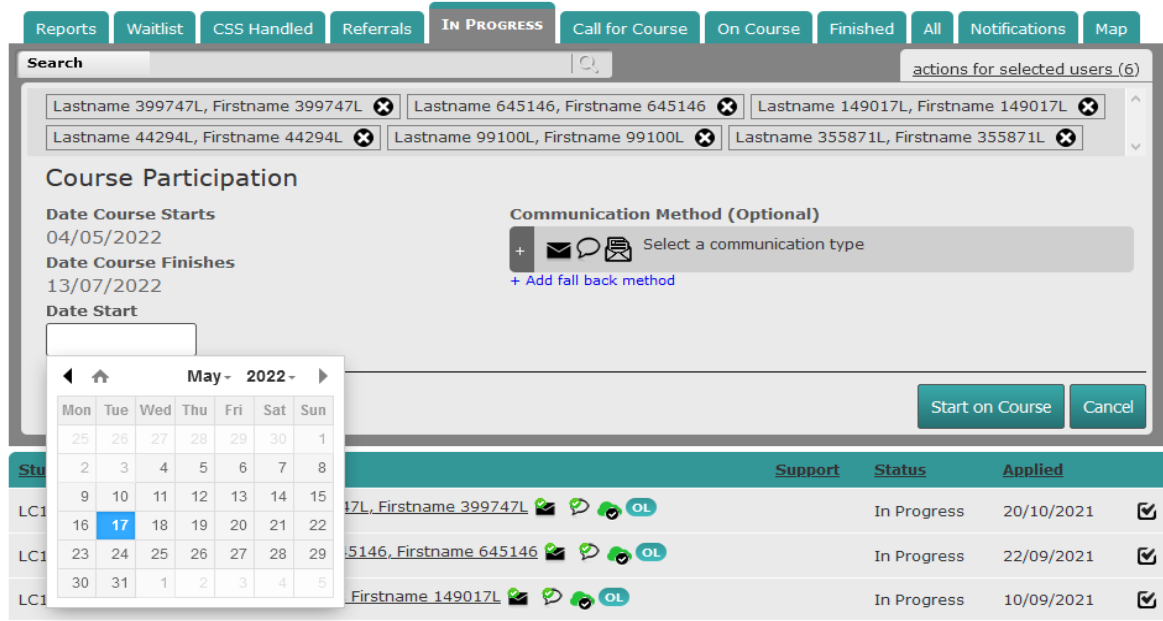 Reports Waitlist CSS Handled Referrals In Progress Call for Course On Course Finished All Notifications Map
Search actions for selected users (6)
Lastname 399747L, Firstname 399747L Lastname 645146, Firstname 645146 Lastname 149017L, Firstname 149017L
Lastname 44294L, Firstname 44294L Lastname 99100L, Firstname 99100L Lastname 355871L, Firstname 355871L
Course Participation
Date Course Starts
04/05/2022
Date Course Finishes
13/07/2022
Date Start
Communication Method (Optional)
+ Select a communication type
+ Add fall back method
May 2022
Mon Tue Wed Thu Fri Sat Sun
25 26 27 28 29 30 1
2 3 4 5 6 7 8
9 10 11 12 13 14 15
16 17 18 19 20 21 22
23 24 25 26 27 28 29
30 31 1 2 3 4 5
Start on Course Cancel
Stu Support Status Applied
LC1 47L, Firstname 399747L OL In Progress 20/10/2021
LC1 5146, Firstname 645146 OL In Progress 22/09/2021
LC1 , Firstname 149017L OL In Progress 10/09/2021